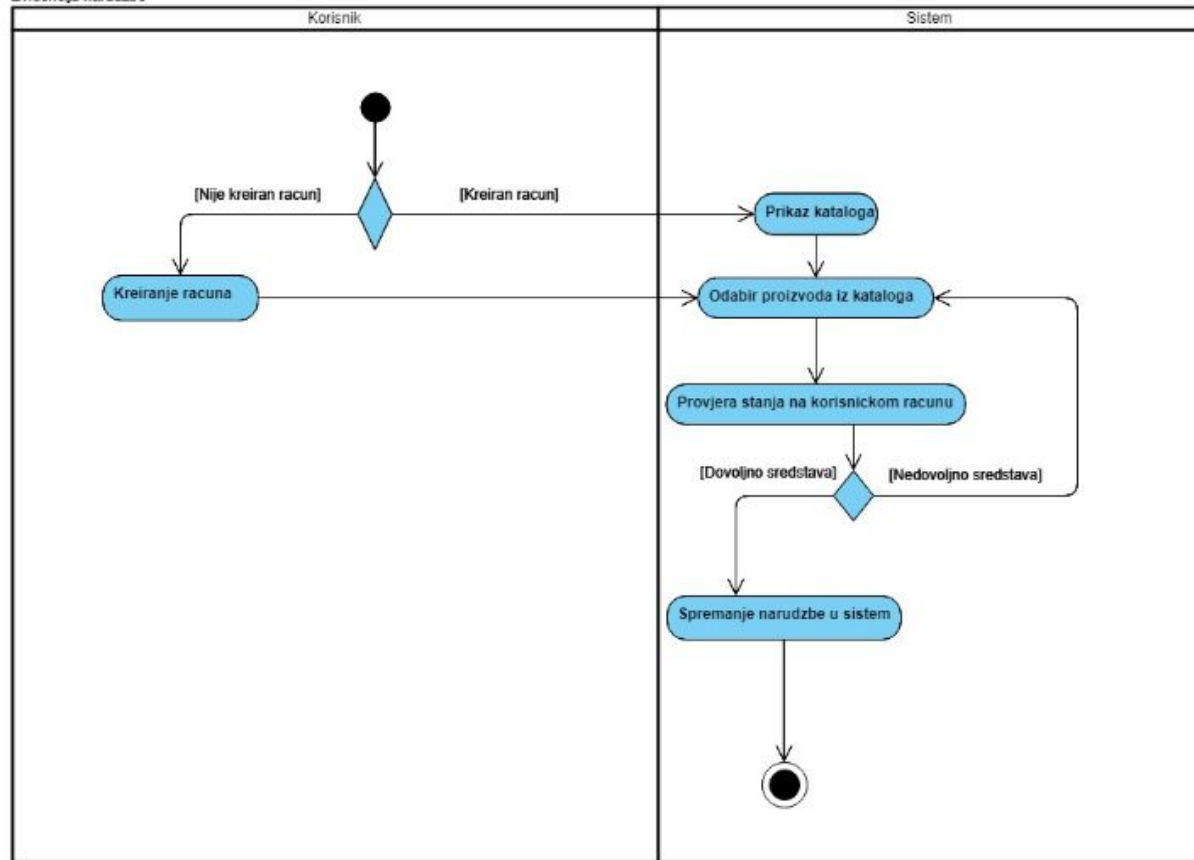 Korisnik
Sistem
[Nije kreiran racun]
[Kreiran racun]
Prikaz kataloga
Kreiranje racuna
Odabir proizvoda iz kataloga
Provjera stanja na korisnickom racunu
[Dovoljno sredstava]
[Nedovoljno sredstava]
Spremanje narudzbe u sistem